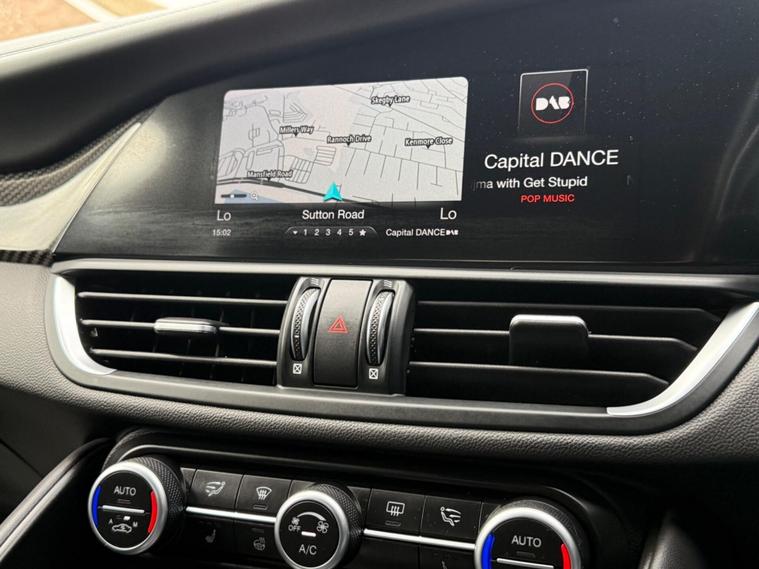 Skegby Lane
Millers Way
Rannoch Drive
Kenmore Close
Mansfield Road
DAB
Capital DANCE
ma with Get Stupid
POP MUSIC
Lo
Sutton Road
Lo
15:02
1 2 3 4 5
Capital DANCE DAB
AUTO
A M
OFF
A/C
AUTO